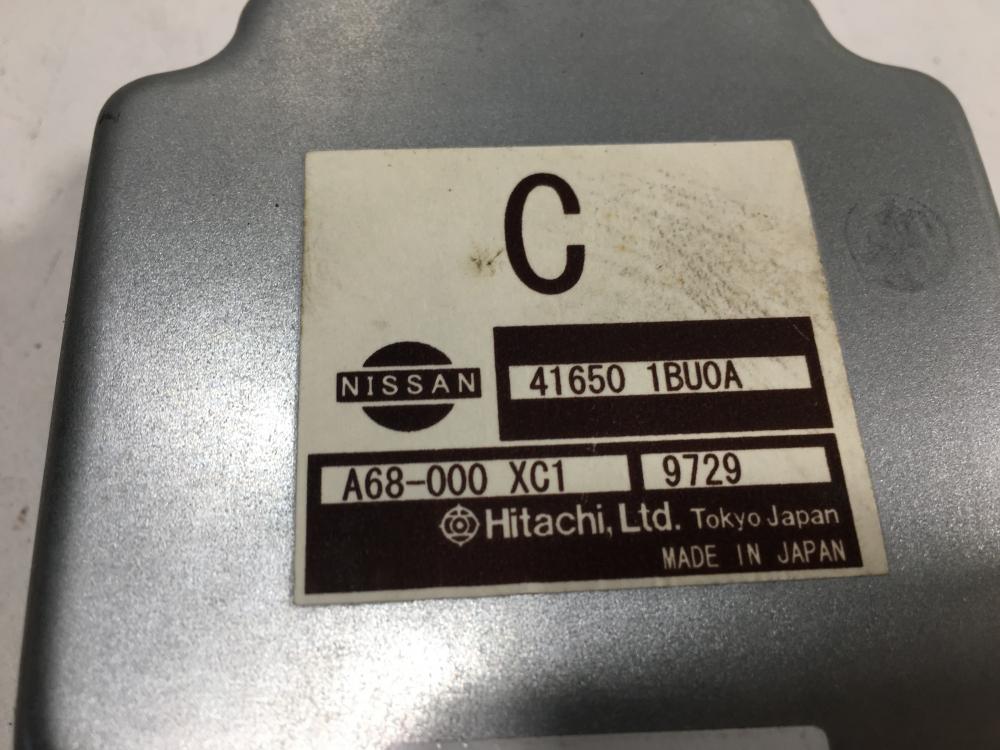 C
NISSAN
41650 1BU0A
A68-000 XC1
9729
Hitachi, Ltd. Tokyo Japan
MADE IN JAPAN